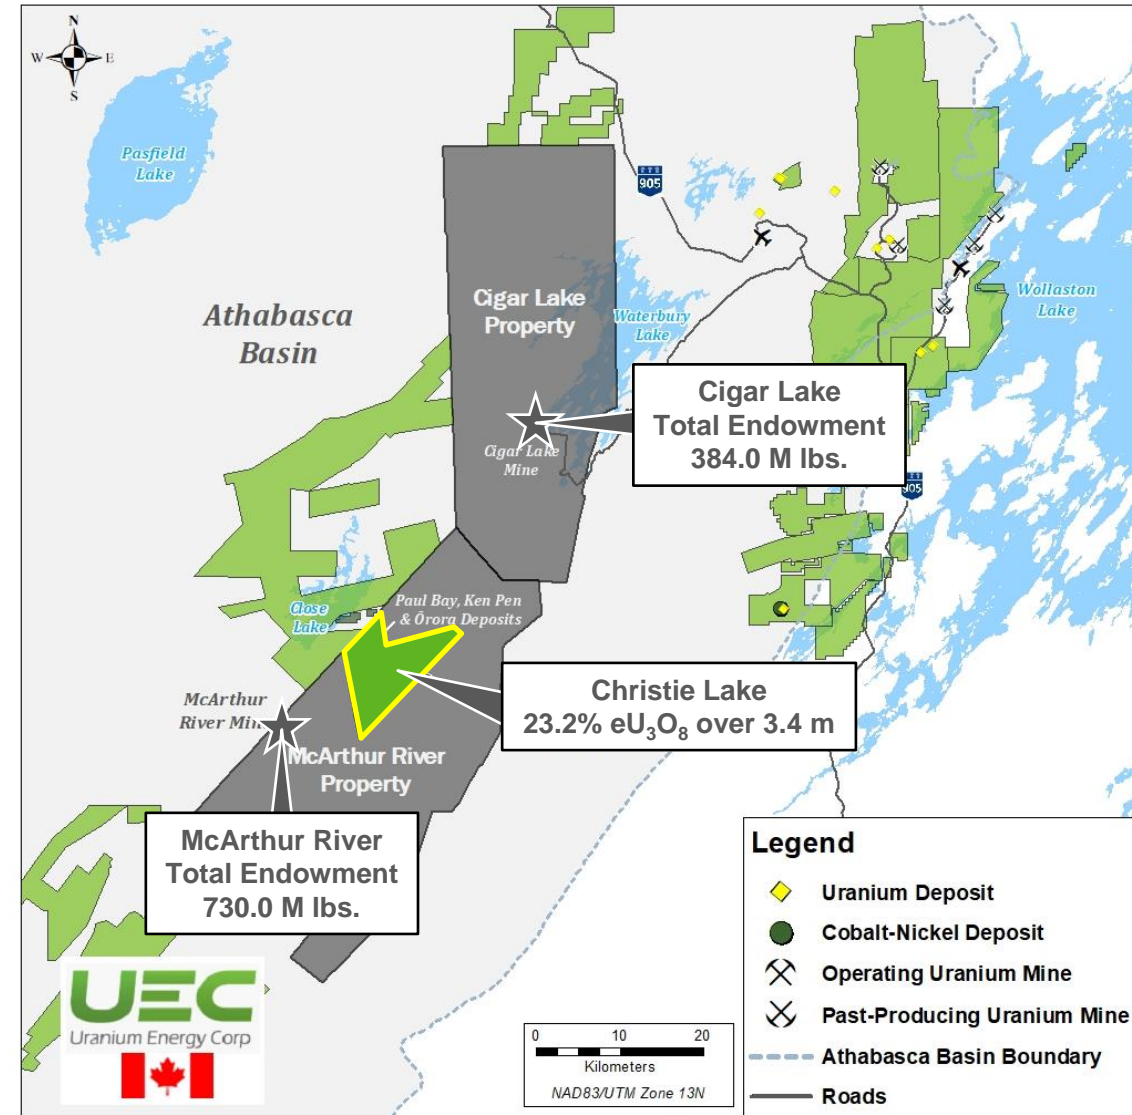 N
W E
S
Pasfield
Lake
905
Athabasca
Basin
Cigar Lake
Property
Waterbury
Lake
Wollaston
Lake
Cigar Lake
Total Endowment
384.0 M lbs.
Cigar Lake
Mine
905
Paul Bay, Ken Pen
& Ōrora Deposits
Close
Lake
Christie Lake
23.2% eU₃O₈ over 3.4 m
McArthur
River Min
McArthur River
Property
McArthur River
Total Endowment
730.0 M lbs.
Legend
Uranium Deposit
Cobalt-Nickel Deposit
Operating Uranium Mine
Past-Producing Uranium Mine
Athabasca Basin Boundary
Roads
UEC
Uranium Energy Corp
0 10 20
Kilometers
NAD83/UTM Zone 13N